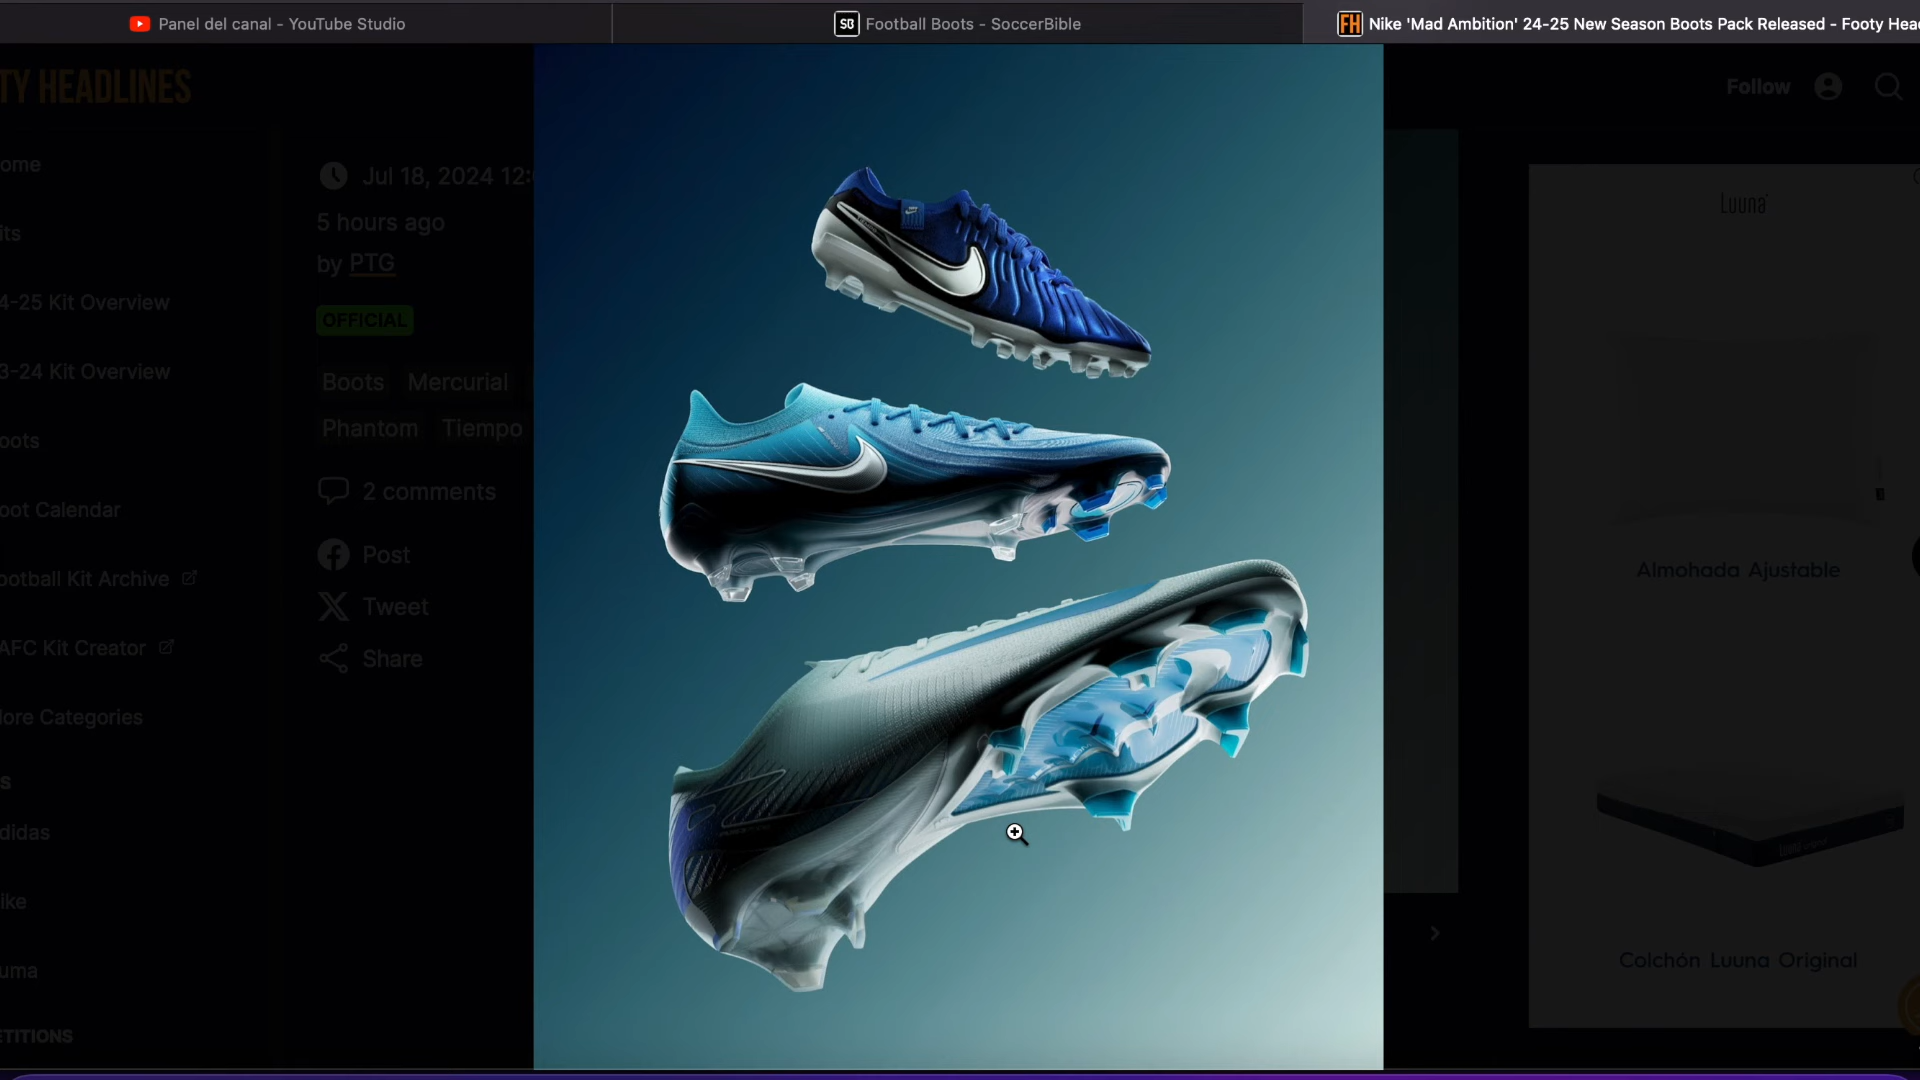 Panel del canal - YouTube Studio
SB Football Boots - SoccerBible
FH Nike 'Mad Ambition' 24-25 New Season Boots Pack Released - Footy Hea
TY HEADLINES
Follow
ome
its
4-25 Kit Overview
3-24 Kit Overview
oots
oot Calendar
ootball Kit Archive
AFC Kit Creator
ore Categories
s
didas
ike
uma
ETITIONS
Jul 18, 2024 12:
5 hours ago
by PTG
OFFICIAL
Boots Mercurial
Phantom Tiempo
2 comments
Post
Tweet
Share
Luuna
Almohada Ajustable
Colchón Luuna Original